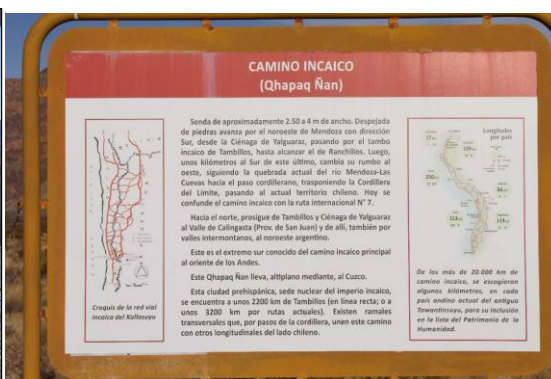 CAMINO INCAICO
(Qhapaq Ñan)
Senda de aproximadamente 2.50 a 4 m de ancho. Despejada
de piedras avanza por el noroeste de Mendoza con dirección
Sur, desde la Ciénaga de Yalguaraz, pasando por el tambo
incaico de Tambillos, hasta alcanzar el de Ranchillos. Luego,
unos kilómetros al Sur de este último, cambia su rumbo al
oeste, siguiendo la quebrada actual del río Mendoza-Las
Cuevas hacia el paso cordillerano, trasponiendo la Cordillera
del Límite, pasando al actual territorio chileno. Hoy se
confunde el camino incaico con la ruta internacional N° 7.
Hacia el norte, prosigue de Tambillos y Ciénaga de Yalguaraz
al Valle de Calingasta (Prov. de San Juan) y de allí, también por
valles intermontanos, al noroeste argentino.
Este es el extremo sur conocido del camino incaico principal
al oriente de los Andes.
Este Qhapaq Ñan lleva, altiplano mediante, al Cuzco.
Esta ciudad prehispánica, sede nuclear del imperio incaico,
se encuentra a unos 2200 km de Tambillos (en línea recta; o a
unos 3200 km por rutas actuales). Existen ramales
transversales que, por pasos de la cordillera, unen este camino
con otros longitudinales del lado chileno.
Croquis de la red vial
incaica del Kollasuyu
Longitudes
por país
De los más de 20.000 km de
camino incaico, se escogieron
algunos kilómetros, en cada
país andino actual del antiguo
Tawantinsuyu, para su inclusión
en la lista del Patrimonio de la
Humanidad.